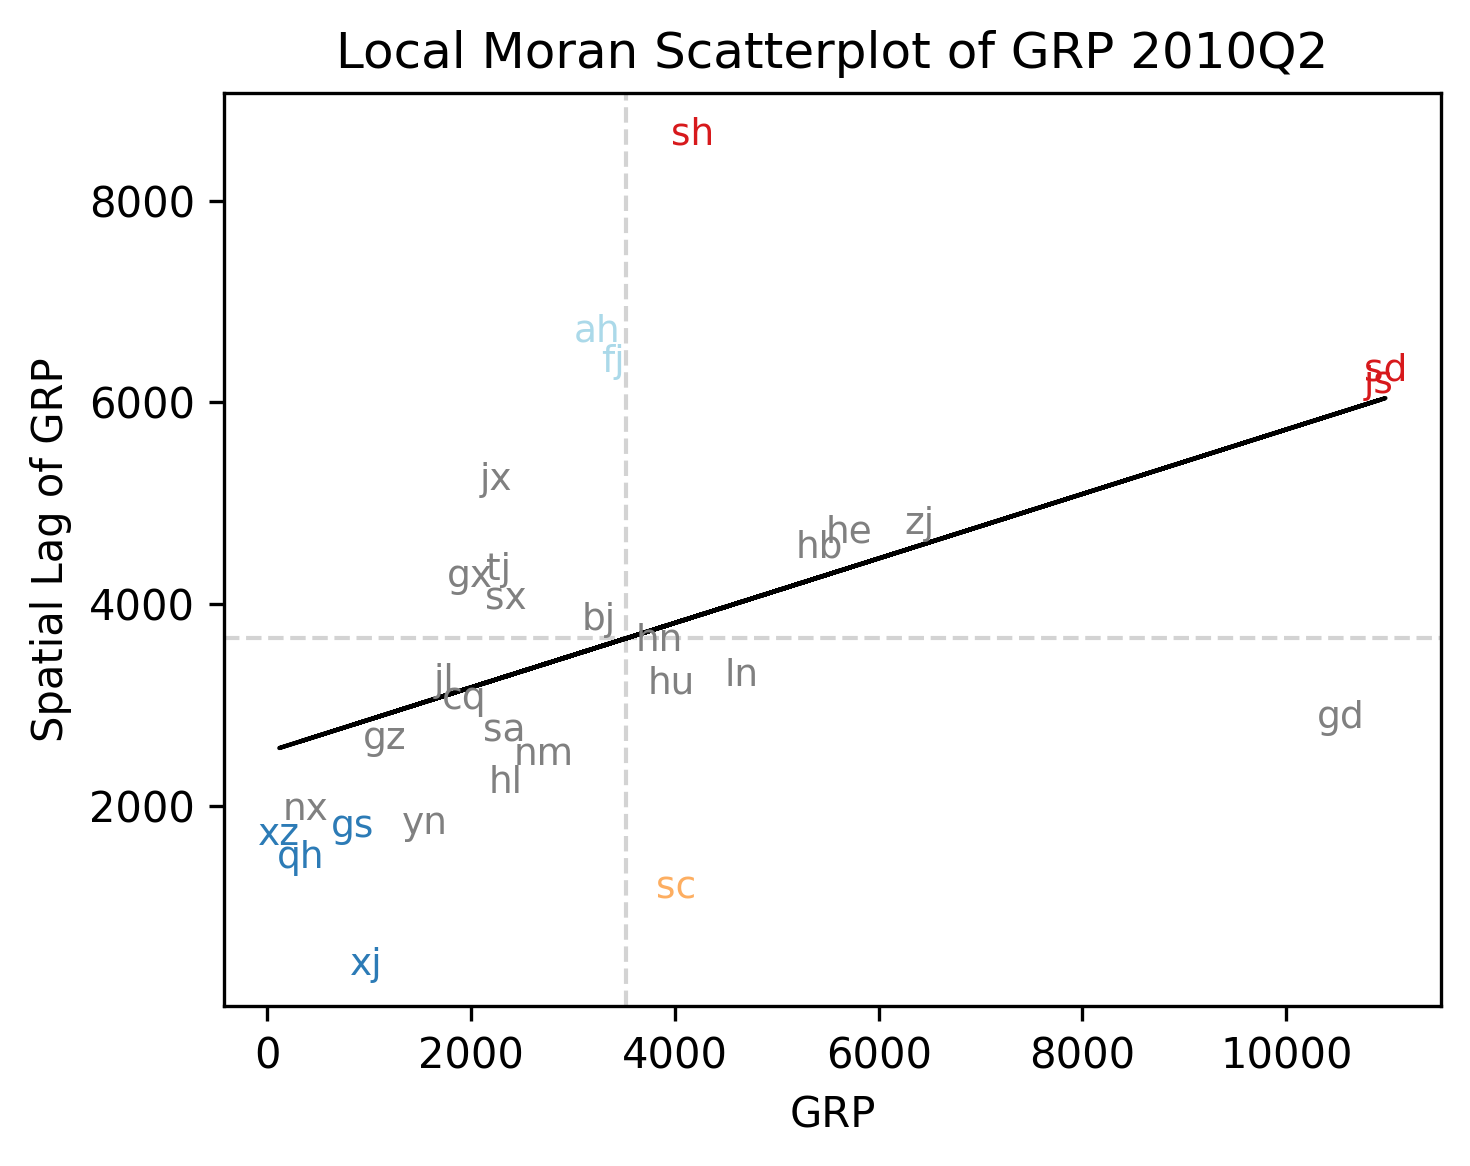 Local Moran Scatterplot of GRP 2010Q2
sh
8000
ah
fj
sd
js
6000
jx
zj
he
hb
tj
gx
sx
4000
bj
hn
ln
jl
hu
cq
gd
sa
gz
nm
hl
2000
nx
gs
yn
xz
qh
sc
xj
0 2000 4000 6000 8000 10000
GRP
Spatial Lag of GRP